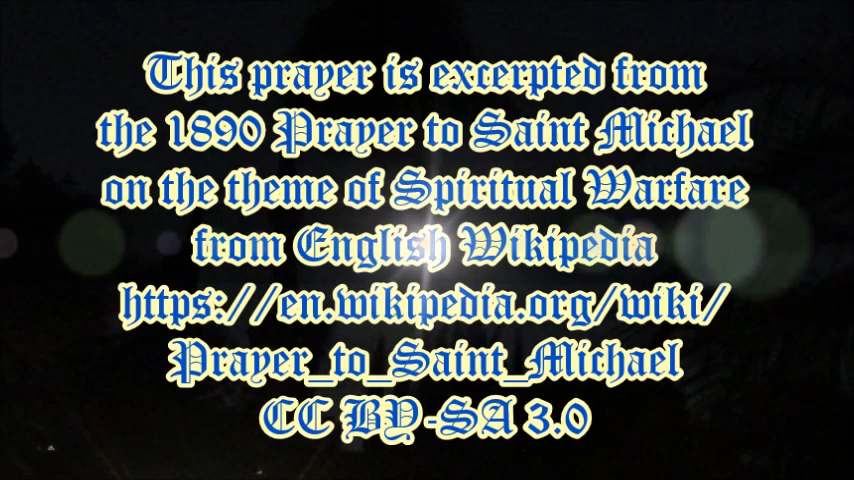 This prayer is excerpted from
the 1890 Prayer to Saint Michael
on the theme of Spiritual Warfare
from English Wikipedia
https://en.wikipedia.org/wiki/
Prayer_to_Saint_Michael
CC BY-SA 3.0